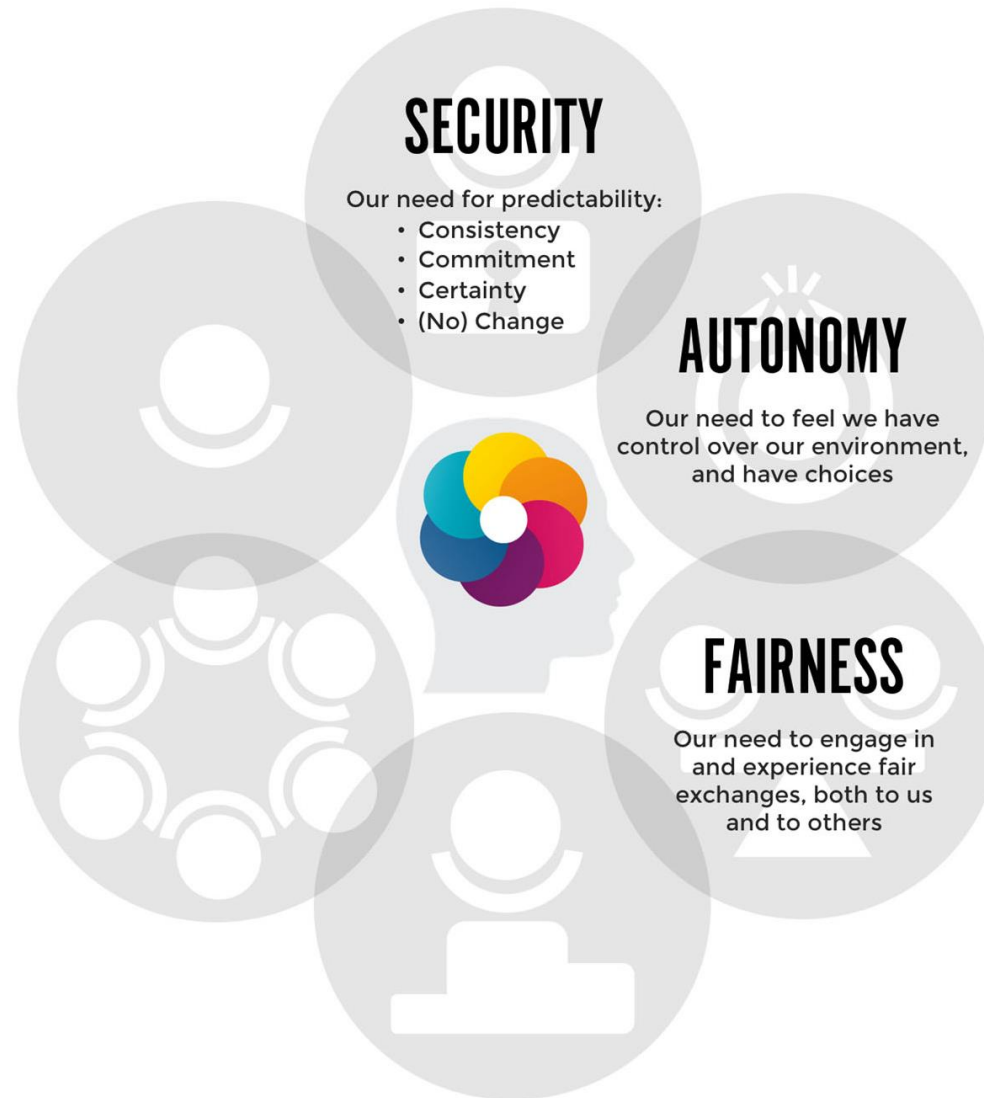 SECURITY
Our need for predictability:
• Consistency
• Commitment
• Certainty
• (No) Change
AUTONOMY
Our need to feel we have
control over our environment,
and have choices
FAIRNESS
Our need to engage in
and experience fair
exchanges, both to us
and to others